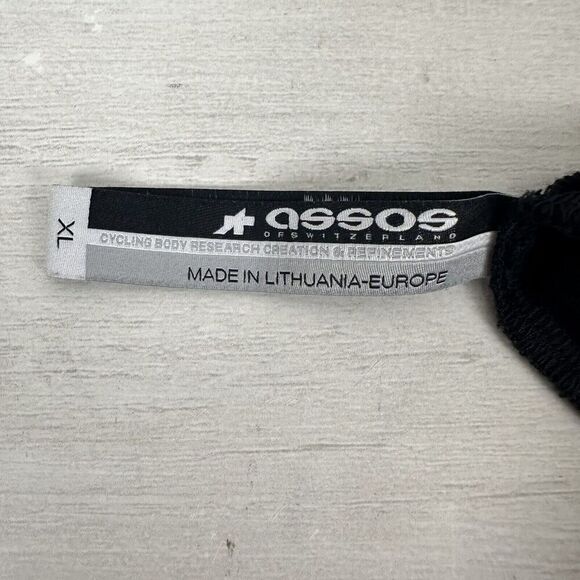 XL
assos
OF SWITZERLAND
CYCLING BODY RESEARCH CREATION & REFINEMENTS
MADE IN LITHUANIA-EUROPE